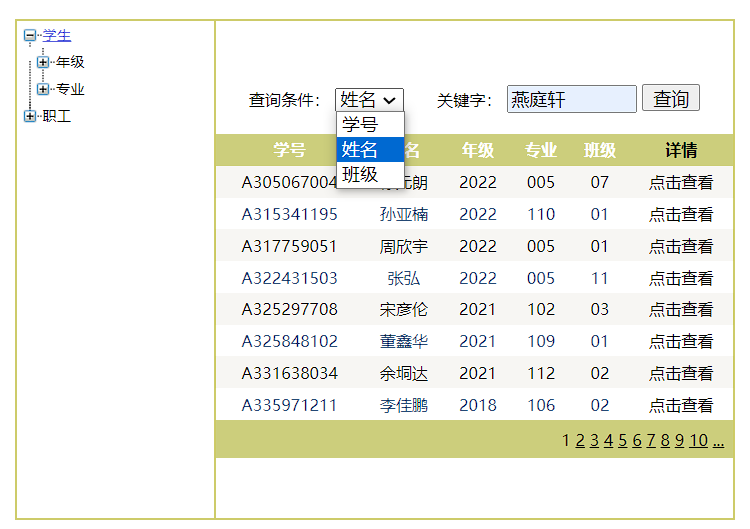 学生
年级
专业
职工
查询条件： 姓名 关键字： 燕庭轩 查询
学号
姓名
班级
学号 名 年级 专业 班级 详情
A305067004 元朗 2022 005 07 点击查看
A315341195 孙亚楠 2022 110 01 点击查看
A317759051 周欣宇 2022 005 01 点击查看
A322431503 张弘 2022 005 11 点击查看
A325297708 宋彦伦 2021 102 03 点击查看
A325848102 董鑫华 2021 109 01 点击查看
A331638034 余垌达 2021 112 02 点击查看
A335971211 李佳鹏 2018 106 02 点击查看
1 2 3 4 5 6 7 8 9 10 ...